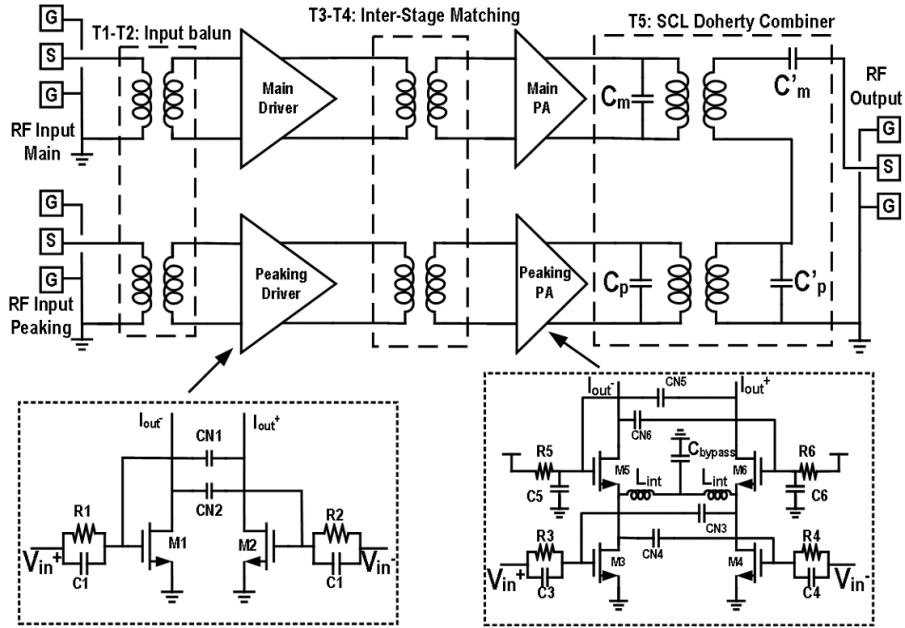 T1-T2: Input balun
T3-T4: Inter-Stage Matching
T5: SCL Doherty Combiner
G
S
G
RF Input
Main
Main
Driver
Main
PA
Cm
C'm
RF
Output
G
S
G
G
S
G
RF Input
Peaking
Peaking
Driver
Peaking
PA
Cp
C'p
Iout-
Iout+
CN1
CN2
R1
C1
Vin+
M1
M2
R2
C1
Vin-
Iout-
Iout+
CN5
CN6
R5
C5
M5
Cbypass
Lint
Lint
M6
R6
C6
CN3
CN4
R3
C3
Vin+
M3
M4
R4
C4
Vin-